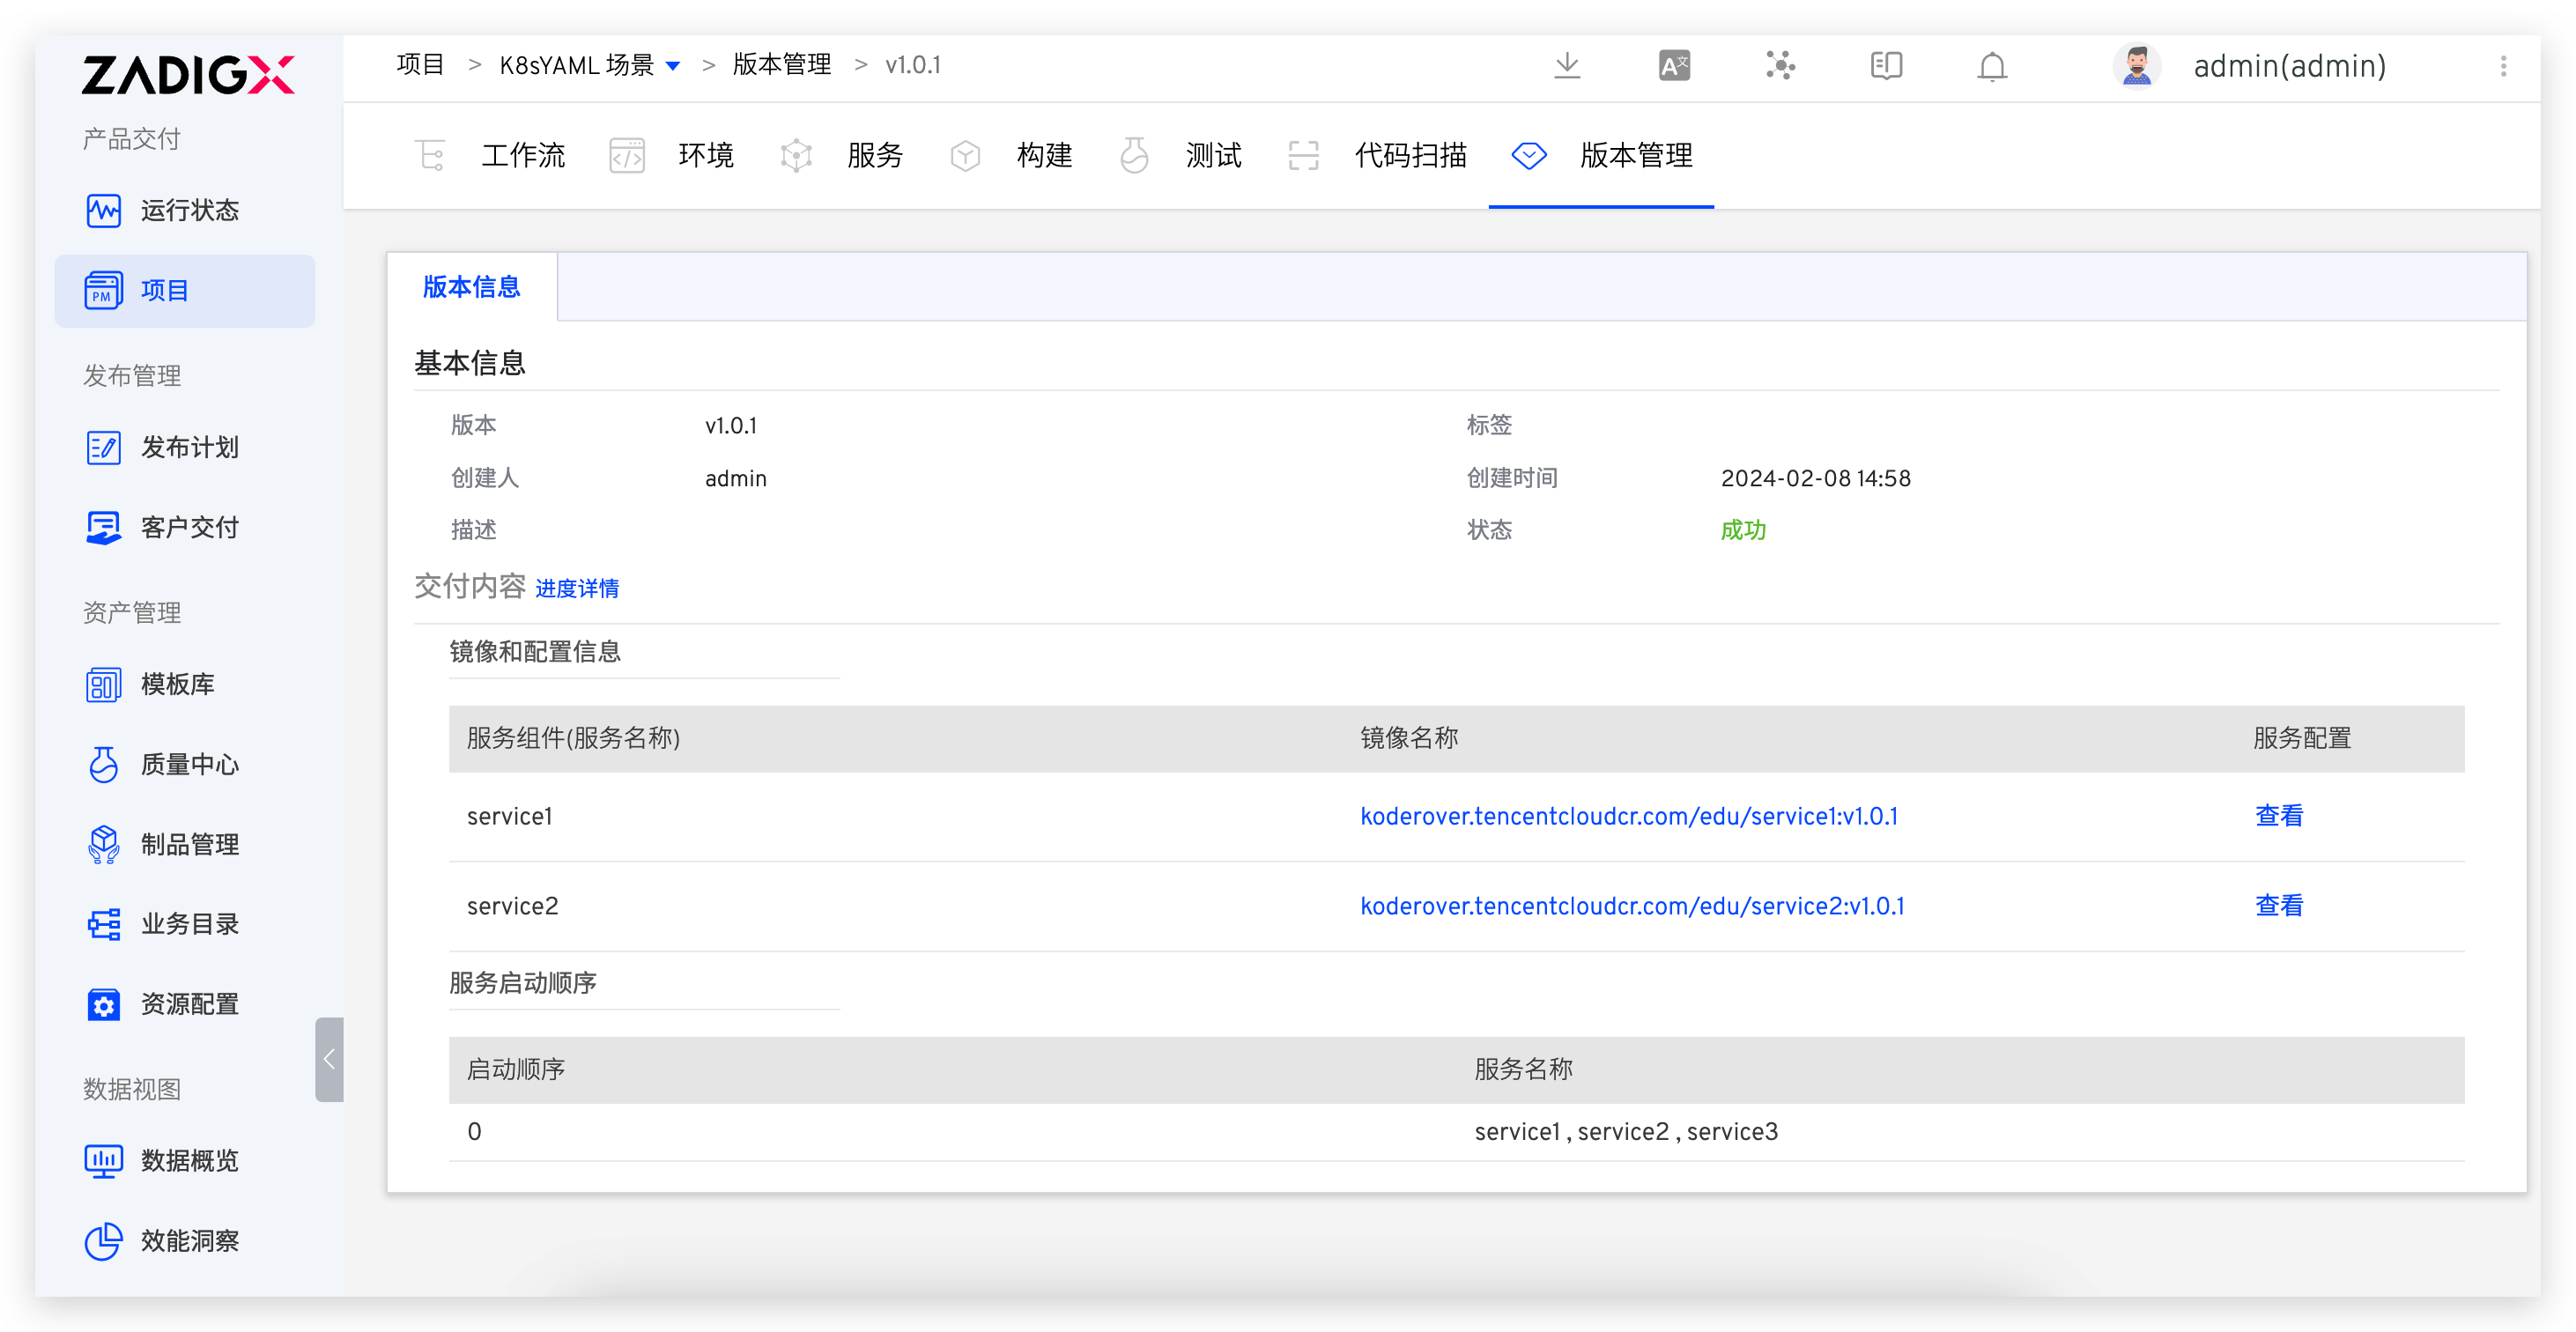 ZADIGX
产品交付
运行状态
PM
项目
发布管理
发布计划
客户交付
资产管理
模板库
质量中心
制品管理
业务目录
资源配置
数据视图
数据概览
效能洞察
项目 > K8sYAML 场景 > 版本管理 > v1.0.1
A文
admin(admin)
工作流 </> 环境 服务 构建 测试 代码扫描 版本管理
版本信息
基本信息
版本 v1.0.1 标签
创建人 admin 创建时间 2024-02-08 14:58
描述 状态 成功
交付内容 进度详情
镜像和配置信息
服务组件(服务名称) 镜像名称 服务配置
service1 koderover.tencentcloudcr.com/edu/service1:v1.0.1 查看
service2 koderover.tencentcloudcr.com/edu/service2:v1.0.1 查看
服务启动顺序
启动顺序 服务名称
0 service1 , service2 , service3